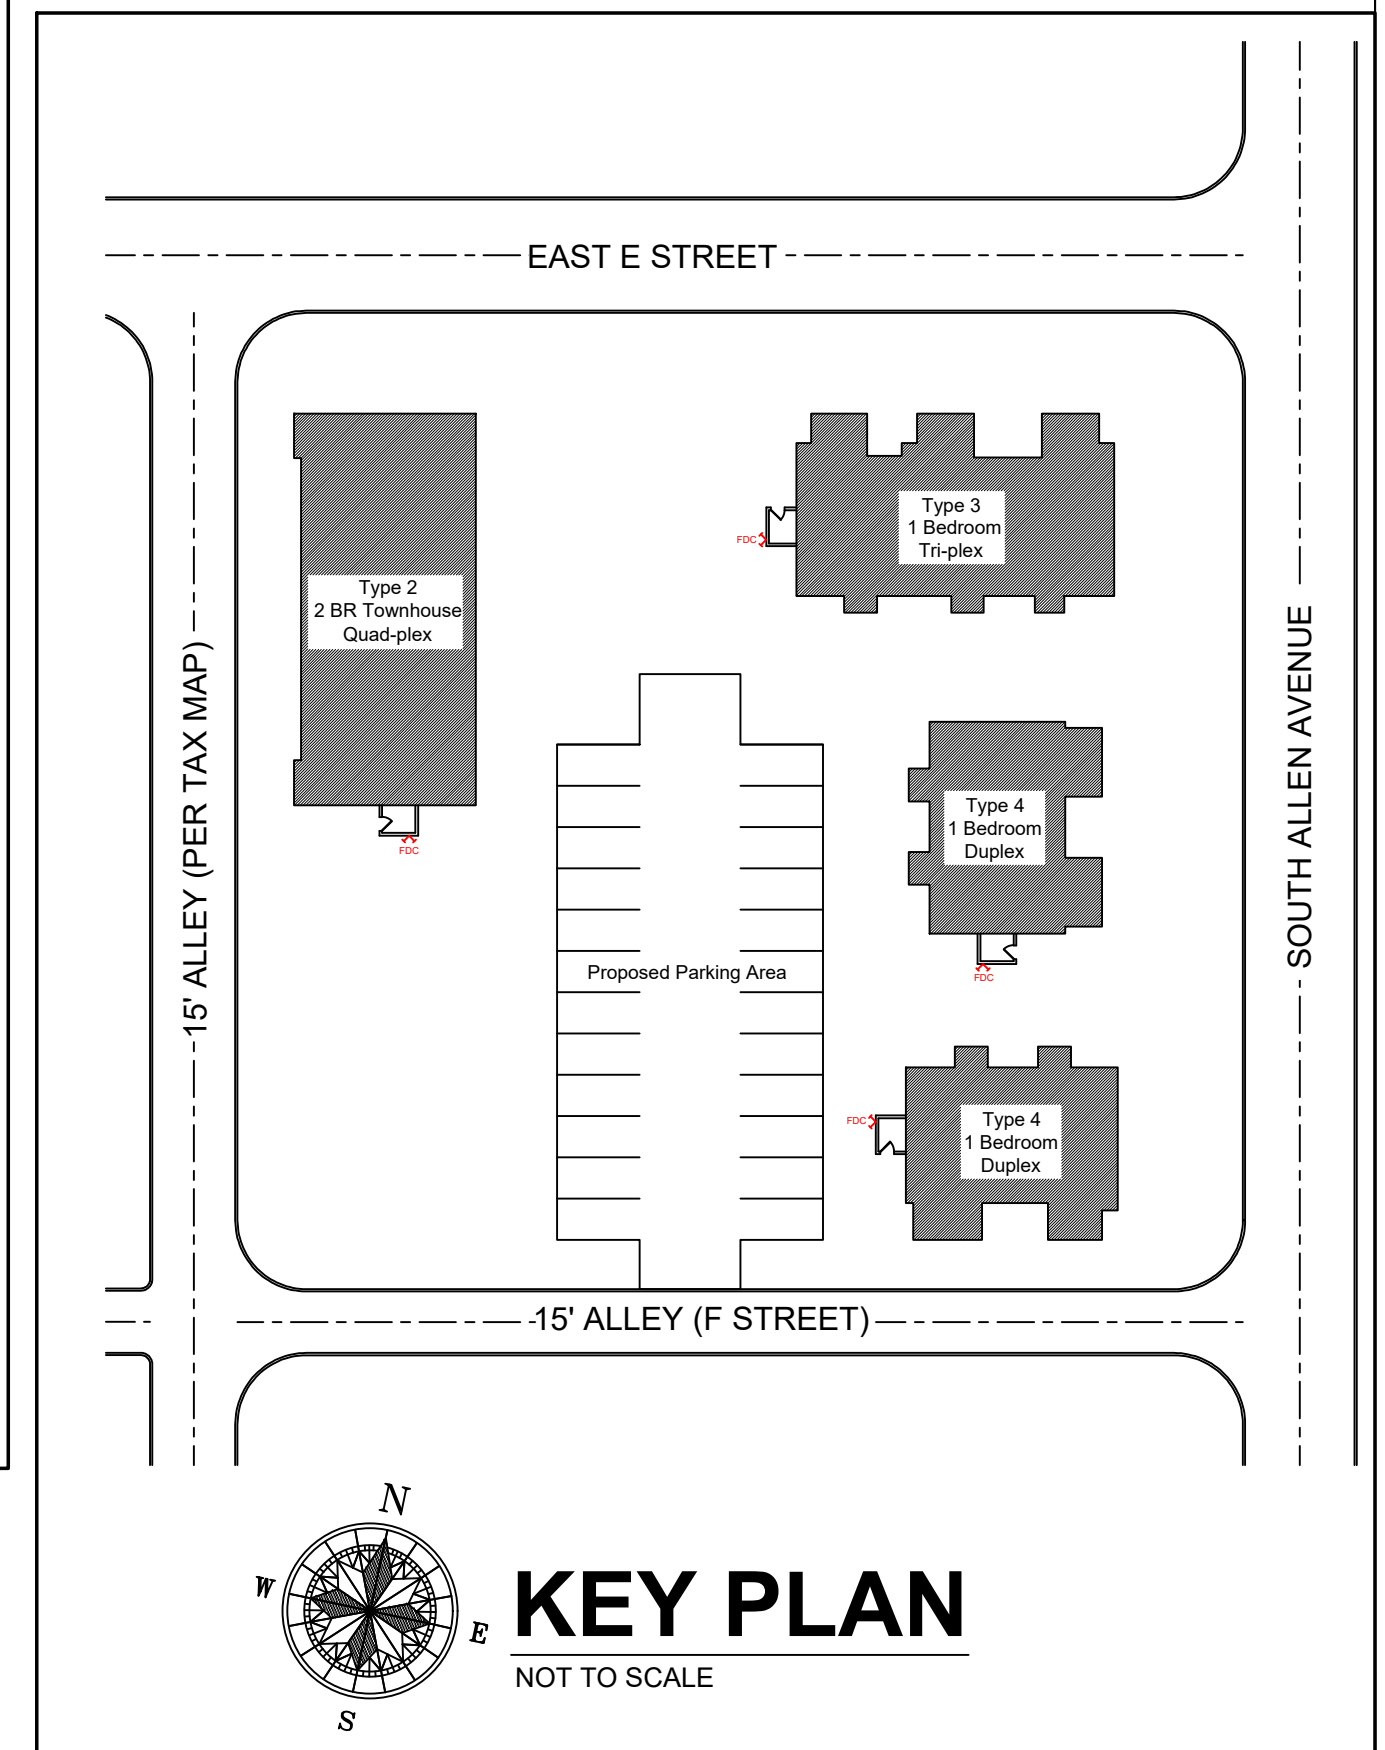 EAST E STREET
Type 3
1 Bedroom
Tri-plex
FDC
Type 2
2 BR Townhouse
Quad-plex
FDC
15' ALLEY (PER TAX MAP)
SOUTH ALLEN AVENUE
Type 4
1 Bedroom
Duplex
FDC
Proposed Parking Area
Type 4
1 Bedroom
Duplex
FDC
15' ALLEY (F STREET)
N
W
E
S
KEY PLAN
NOT TO SCALE